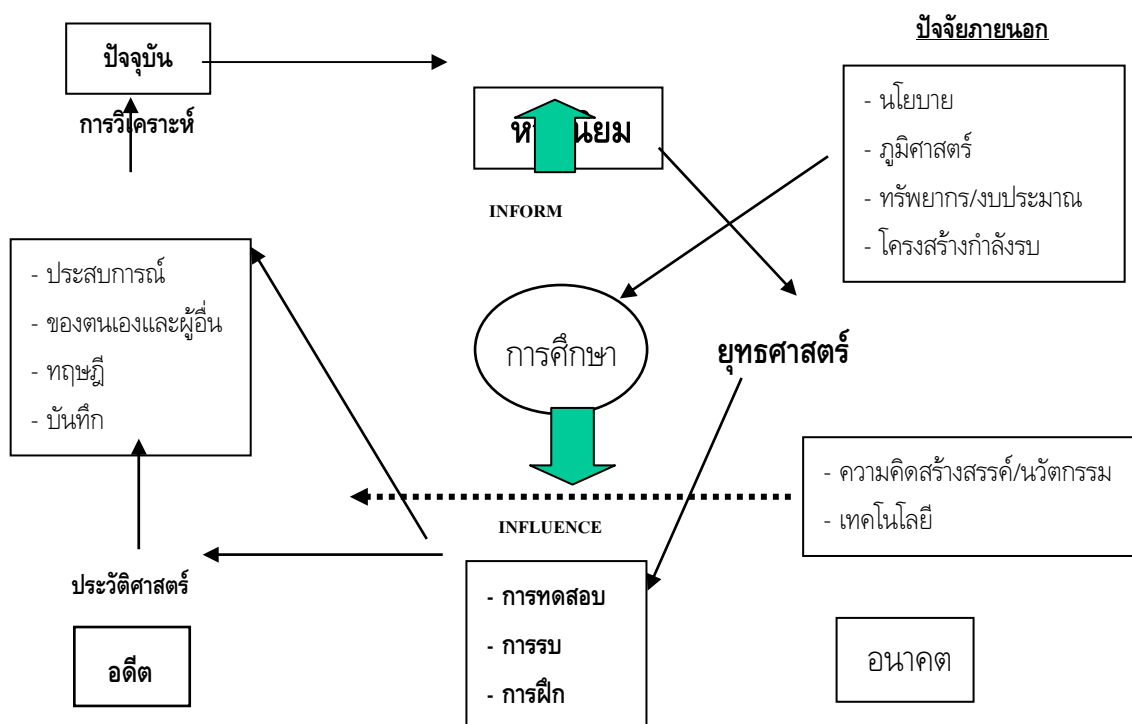 ปัจจัยภายนอก
ปัจจุบัน
การวิเคราะห์
- นโยบาย
- ภูมิศาสตร์
- ทรัพยากร/งบประมาณ
- โครงสร้างกำลังรบ
INFORM
- ประสบการณ์
- ของตนเองและผู้อื่น
- ทฤษฎี
- บันทึก
การศึกษา
ยุทธศาสตร์
- ความคิดสร้างสรรค์/นวัตกรรม
- เทคโนโลยี
INFLUENCE
ประวัติศาสตร์
อดีต
- การทดสอบ
- การรบ
- การฝึก
อนาคต